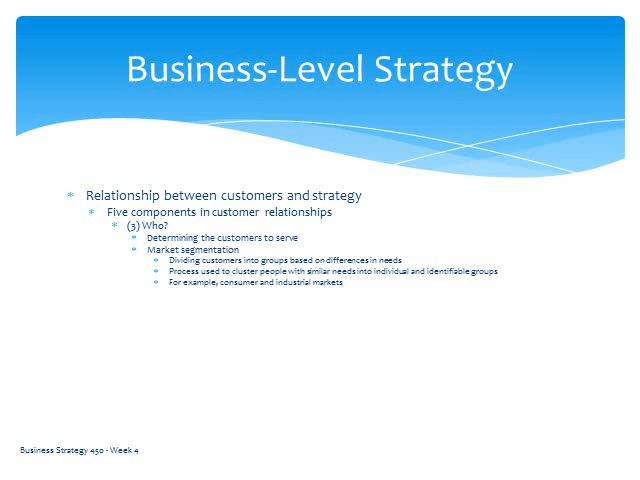 Business-Level Strategy
* Relationship between customers and strategy
* Five components in customer relationships
* (3) Who?
* Determining the customers to serve
* Market segmentation
* Dividing customers into groups based on differences in needs
* Process used to cluster people with similar needs into individual and identifiable groups
* For example, consumer and industrial markets
Business Strategy 450 - Week 4